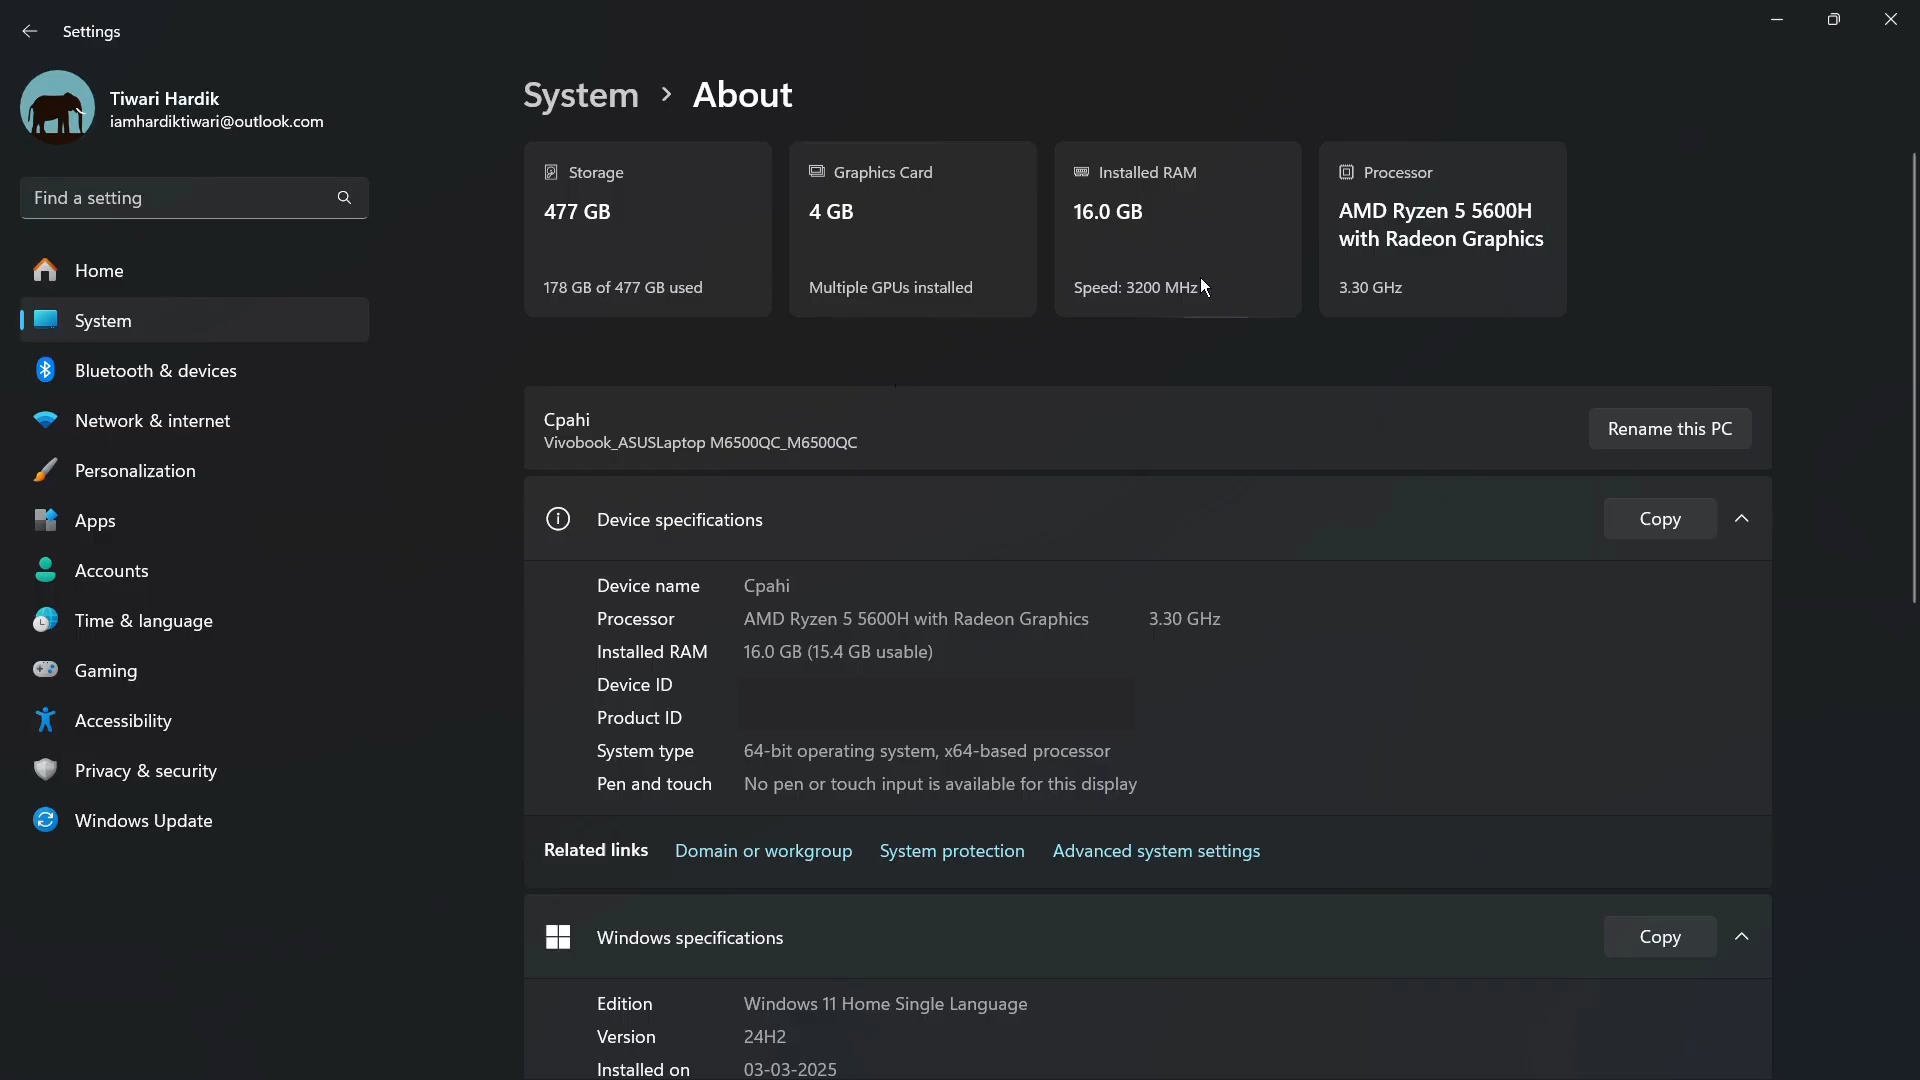 Settings
Tiwari Hardik
iamhardiktiwari@outlook.com
Find a setting
Home
System
Bluetooth & devices
Network & internet
Personalization
Apps
Accounts
Time & language
Gaming
Accessibility
Privacy & security
Windows Update
System > About
Storage
477 GB
178 GB of 477 GB used
Graphics Card
4 GB
Multiple GPUs installed
Installed RAM
16.0 GB
Speed: 3200 MHz
Processor
AMD Ryzen 5 5600H
with Radeon Graphics
3.30 GHz
Cpahi
Vivobook_ASUSLaptop M6500QC_M6500QC
Rename this PC
Device specifications
Copy
Device name Cpahi
Processor AMD Ryzen 5 5600H with Radeon Graphics 3.30 GHz
Installed RAM 16.0 GB (15.4 GB usable)
Device ID
Product ID
System type 64-bit operating system, x64-based processor
Pen and touch No pen or touch input is available for this display
Related links Domain or workgroup System protection Advanced system settings
Windows specifications
Copy
Edition Windows 11 Home Single Language
Version 24H2
Installed on 03-03-2025